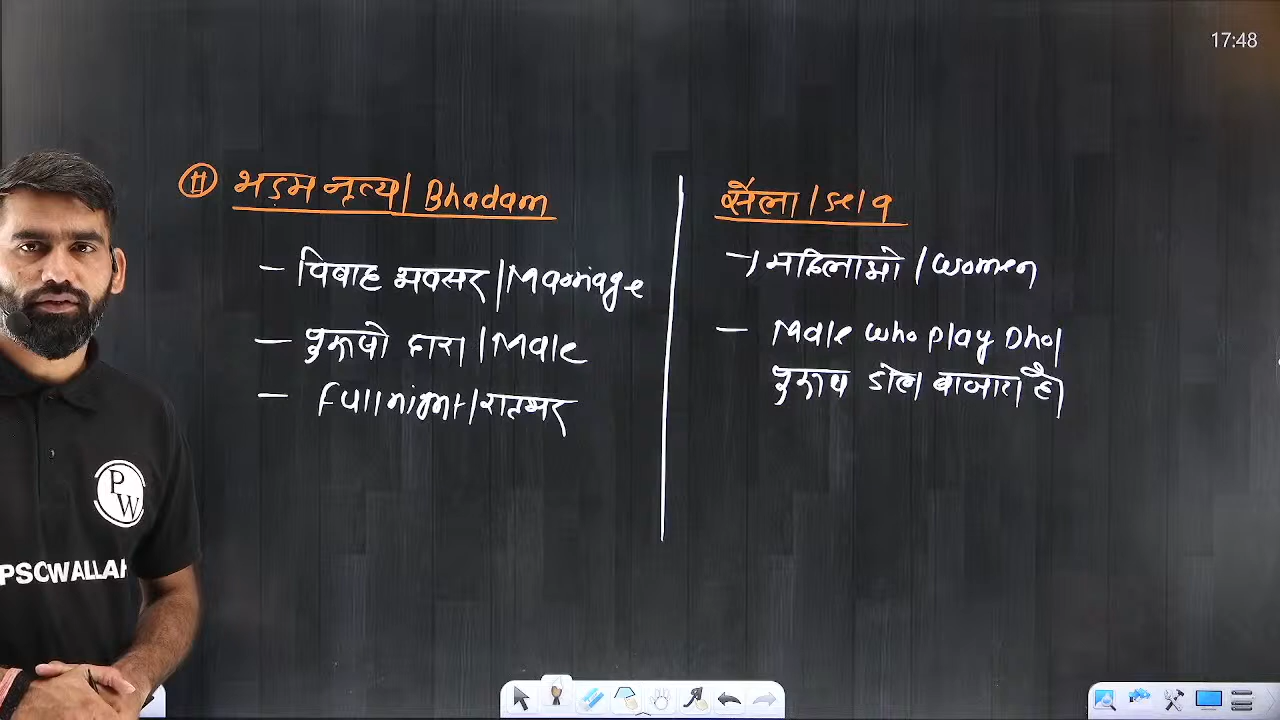 17:48
(11) भड़म नृत्य / Bhadam
- विवाह अवसर / Marriage
- पुरूषो द्वारा / Male
- Full night / रातभर
सैला / Sela
- महिलाओ / women
- Male who play Dhol
पुरूष ढोल बाजाता है
PW
PSCWALLAH